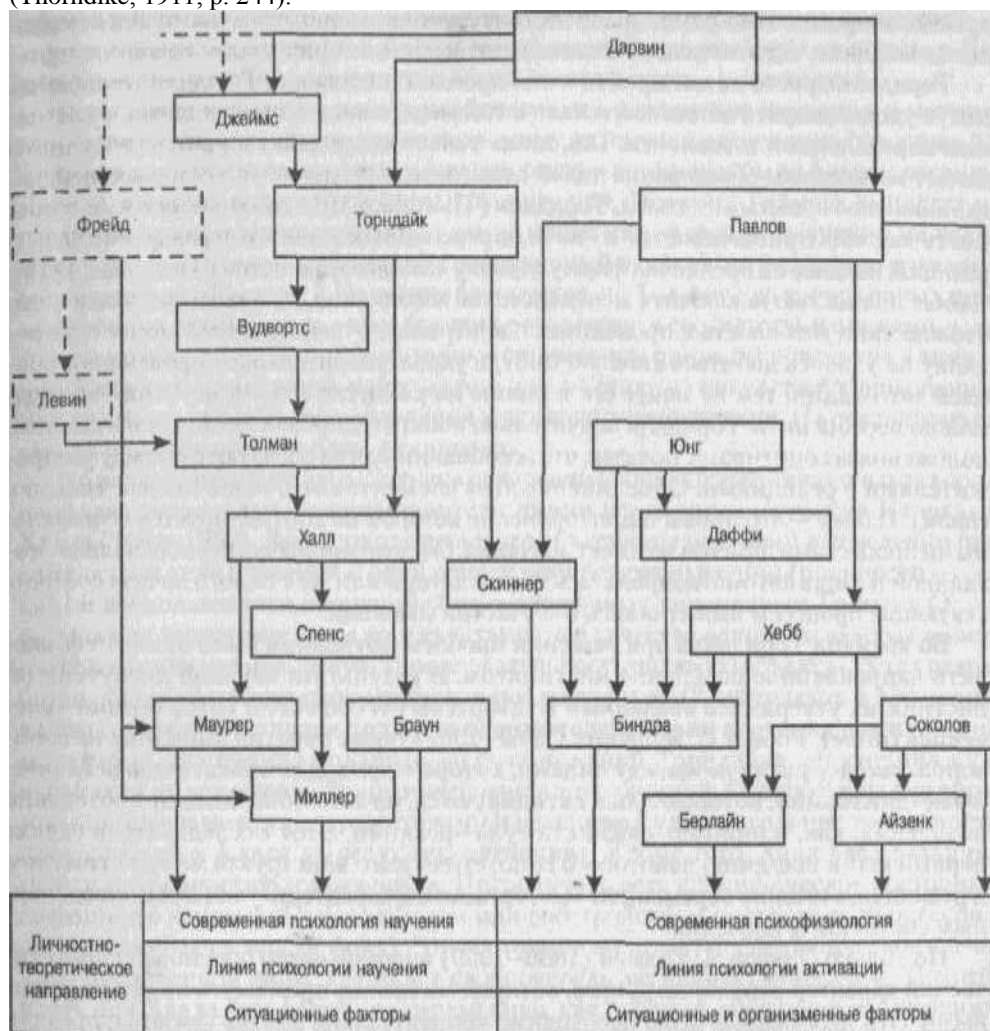 (Thorndike, 1911, p. 244).
Дарвин
Джеймс
Фрейд
Торндайк
Павлов
Вудвортс
Левин
Толман
Юнг
Халл
Даффи
Скиннер
Спенс
Хебб
Маурер
Браун
Биндра
Соколов
Миллер
Берлайн
Айзенк
Личностно-
теоретическое
направление
Современная психология научения
Современная психофизиология
Линия психологии научения
Линия психологии активации
Ситуационные факторы
Ситуационные и организменные факторы